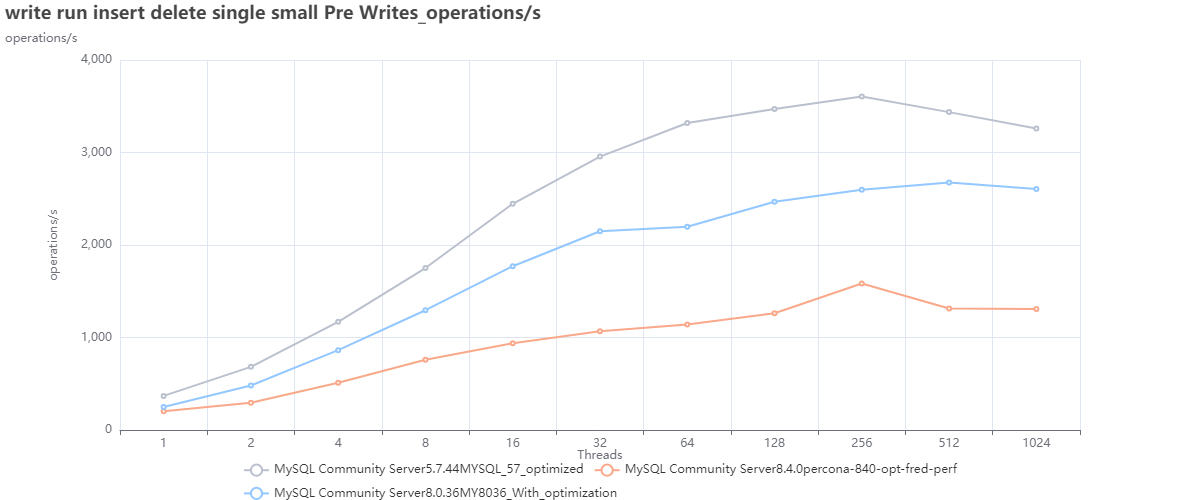 write run insert delete single small Pre Writes_operations/s
operations/s
4,000
3,000
2,000
1,000
0
operations/s
1 2 4 8 16 32 64 128 256 512 1024
Threads
MySQL Community Server5.7.44MYSQL_57_optimized MySQL Community Server8.4.0percona-840-opt-fred-perf
MySQL Community Server8.0.36MY8036_With_optimization